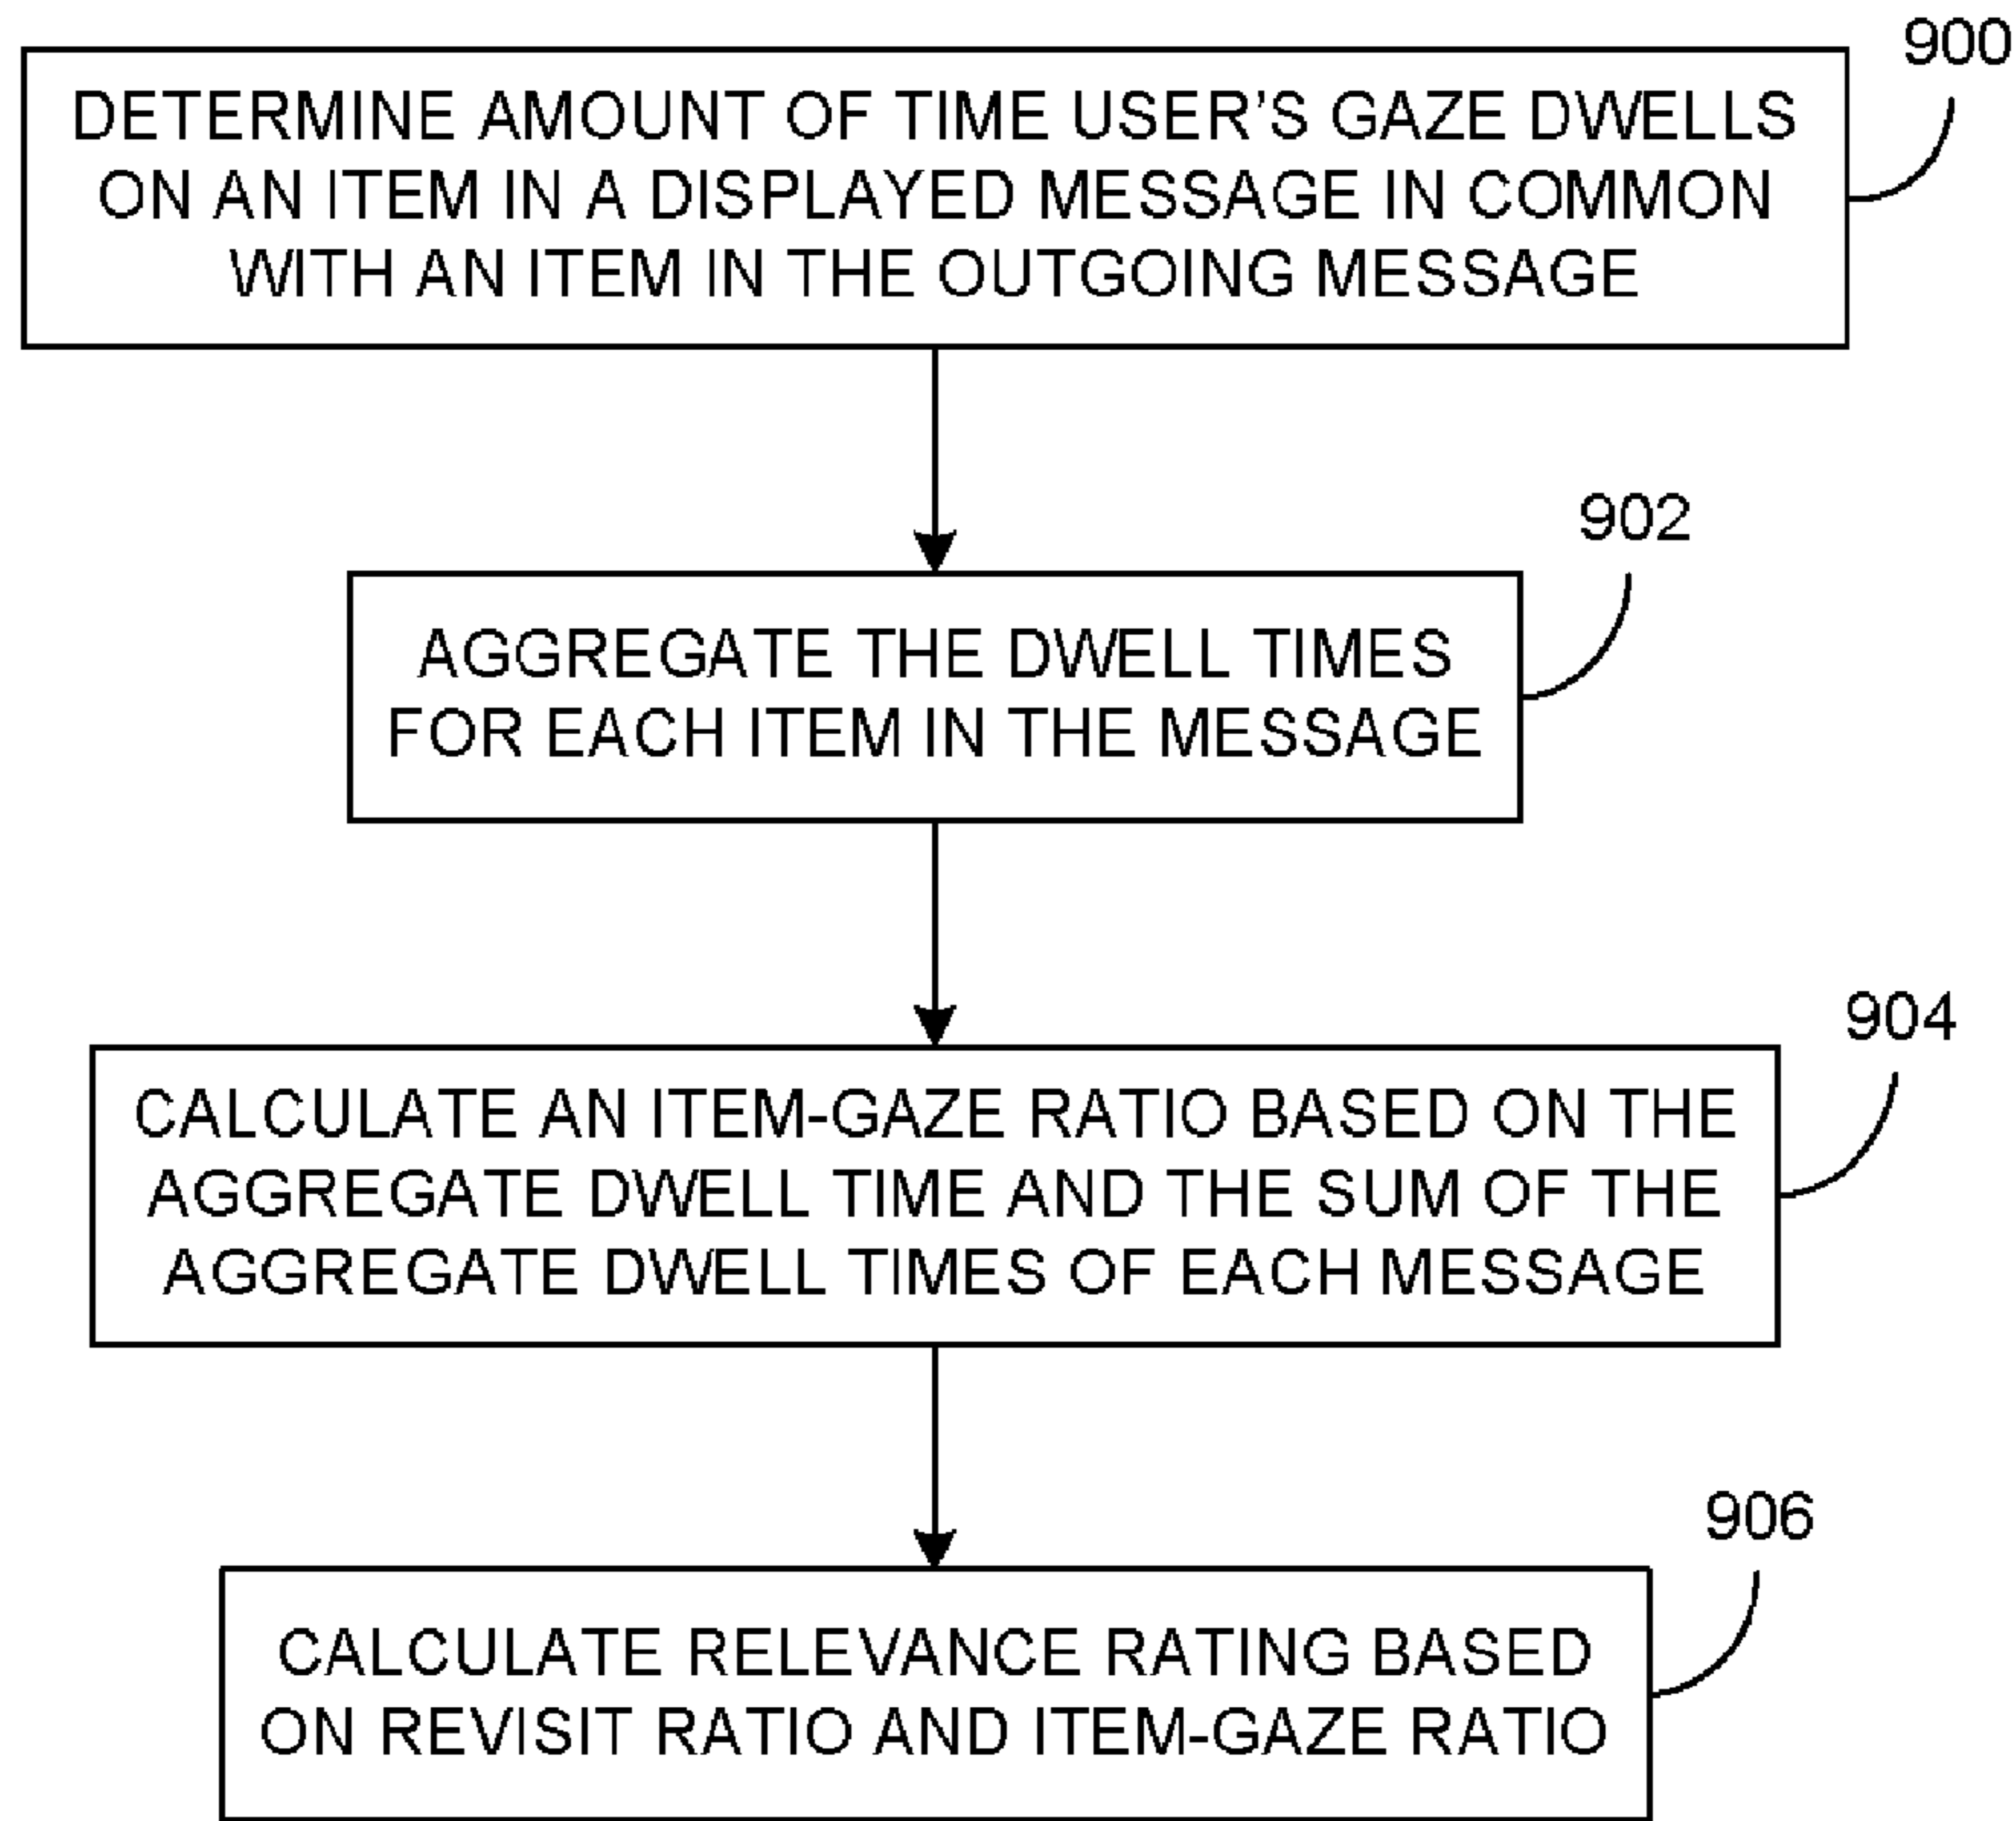 900
DETERMINE AMOUNT OF TIME USER'S GAZE DWELLS
ON AN ITEM IN A DISPLAYED MESSAGE IN COMMON
WITH AN ITEM IN THE OUTGOING MESSAGE
902
AGGREGATE THE DWELL TIMES
FOR EACH ITEM IN THE MESSAGE
904
CALCULATE AN ITEM-GAZE RATIO BASED ON THE
AGGREGATE DWELL TIME AND THE SUM OF THE
AGGREGATE DWELL TIMES OF EACH MESSAGE
906
CALCULATE RELEVANCE RATING BASED
ON REVISIT RATIO AND ITEM-GAZE RATIO